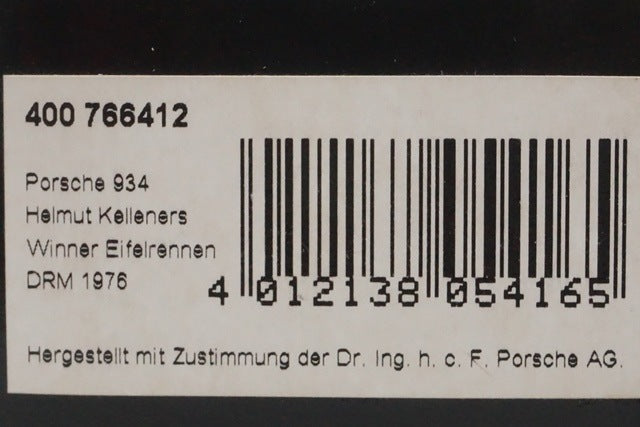 400 766412
Porsche 934
Helmut Kelleners
Winner Eifelrennen
DRM 1976
4 012138 054165
Hergestellt mit Zustimmung der Dr. Ing. h. c. F. Porsche AG.